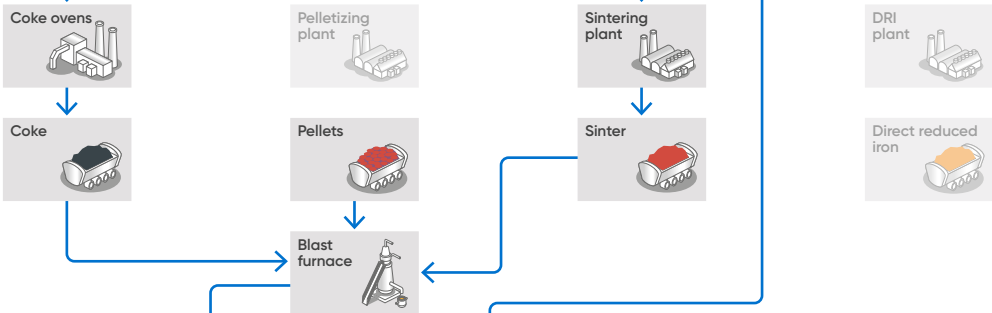 Coke ovens
Pelletizing
plant
Sintering
plant
DRI
plant
Coke
Pellets
Sinter
Direct reduced
iron
Blast
furnace